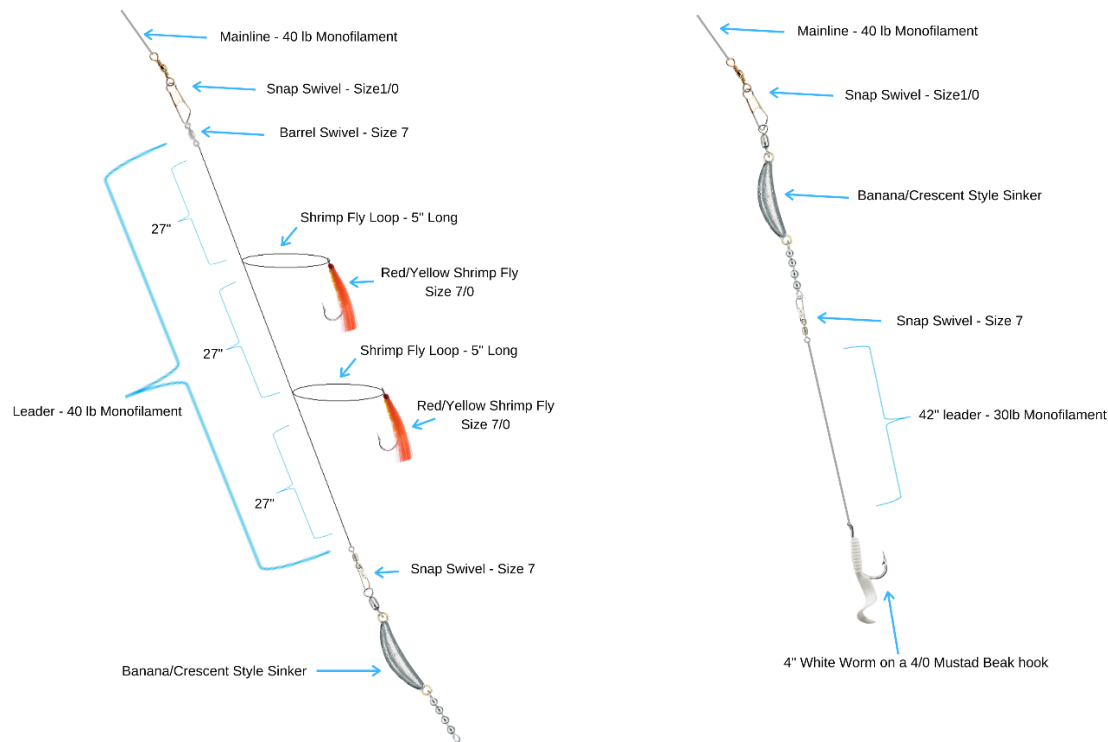 Mainline - 40 lb Monofilament
Snap Swivel - Size1/0
Barrel Swivel - Size 7
27"
Shrimp Fly Loop - 5" Long
Red/Yellow Shrimp Fly
Size 7/0
27"
Shrimp Fly Loop - 5" Long
Leader - 40 lb Monofilament
Red/Yellow Shrimp Fly
Size 7/0
27"
Snap Swivel - Size 7
Banana/Crescent Style Sinker
Mainline - 40 lb Monofilament
Snap Swivel - Size1/0
Banana/Crescent Style Sinker
Snap Swivel - Size 7
42" leader - 30lb Monofilament
4" White Worm on a 4/0 Mustad Beak hook